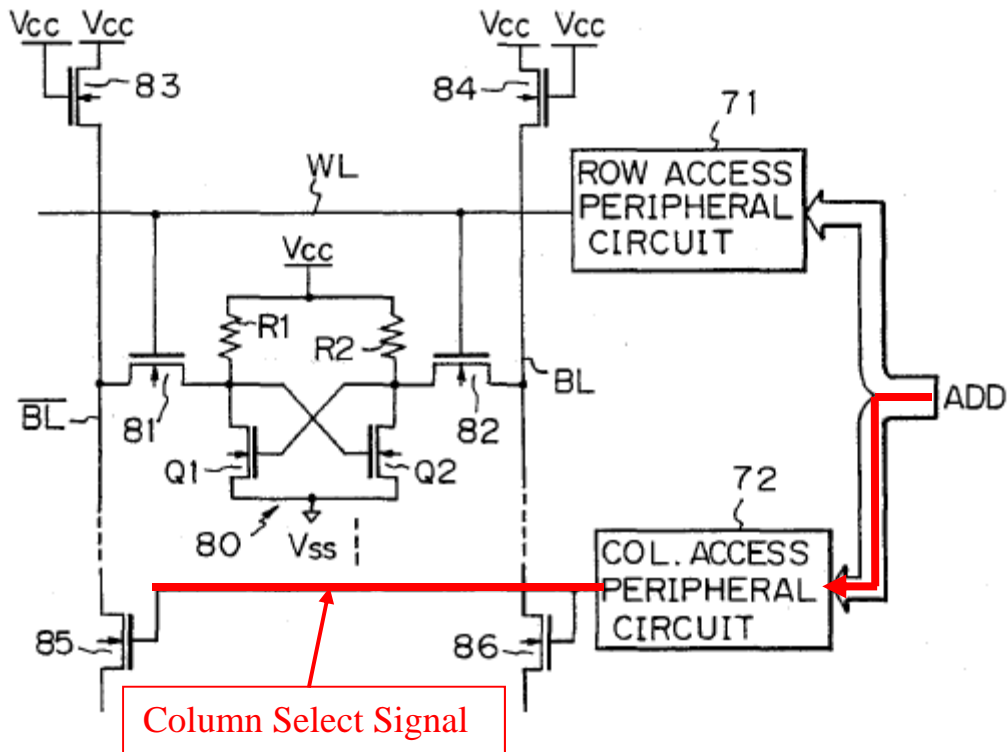 Vcc Vcc
Vcc Vcc
83
84
71
WL
ROW ACCESS
PERIPHERAL
CIRCUIT
Vcc
R1
R2
BL
BL
81
82
ADD
Q1
Q2
72
80
Vss
COL. ACCESS
PERIPHERAL
CIRCUIT
85
86
Column Select Signal